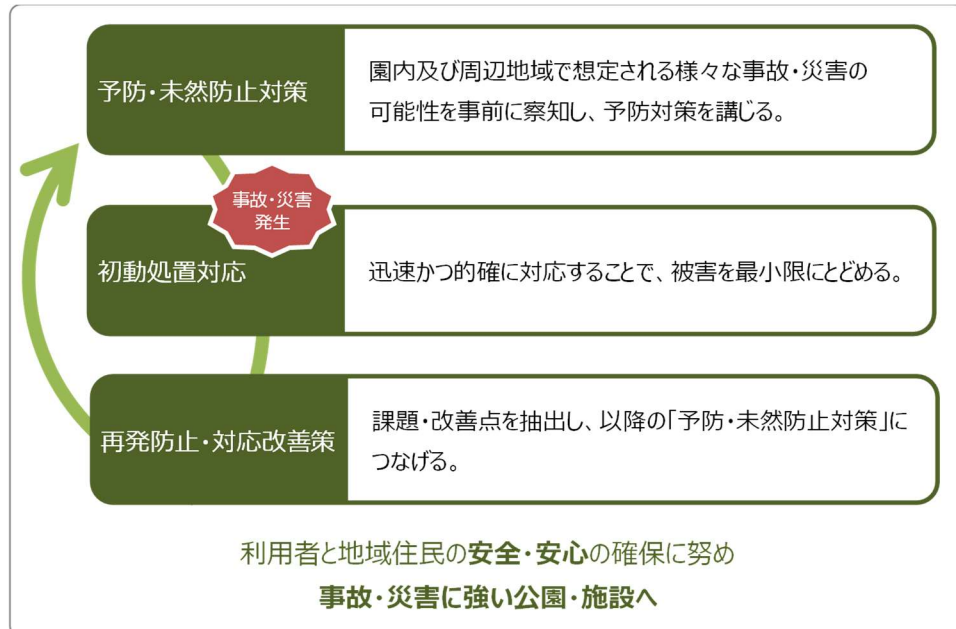 予防・未然防止対策
園内及び周辺地域で想定される様々な事故・災害の
可能性を事前に察知し、予防対策を講じる。
事故・災害
発生
初動処置対応
迅速かつ的確に対応することで、被害を最小限にとどめる。
再発防止・対応改善策
課題・改善点を抽出し、以降の「予防・未然防止対策」に
つなげる。
利用者と地域住民の安全・安心の確保に努め
事故・災害に強い公園・施設へ